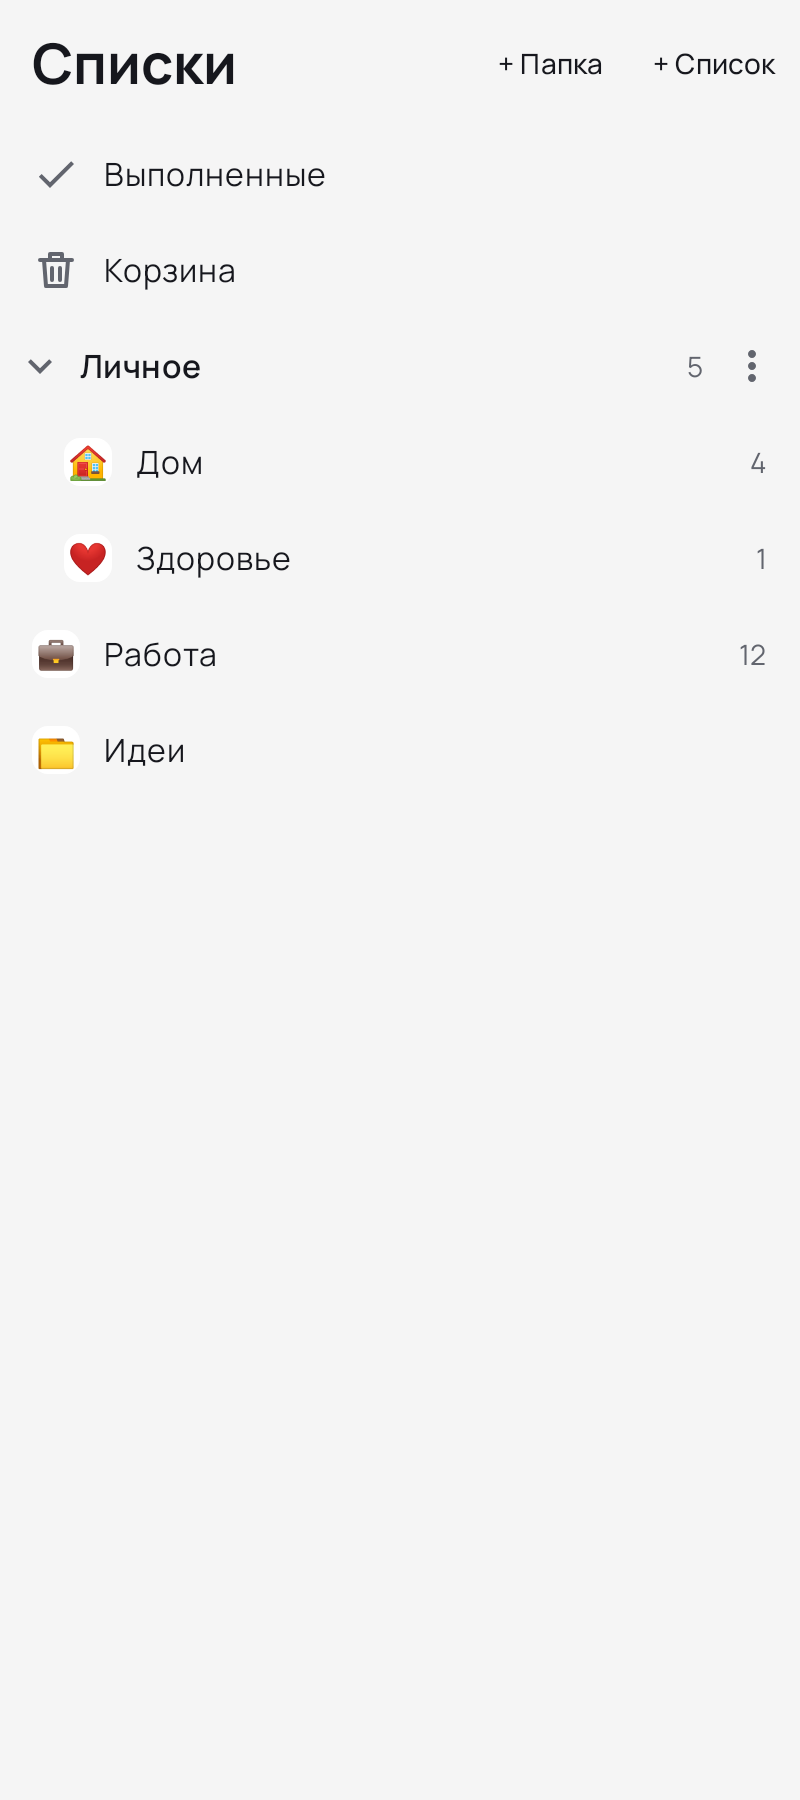 Списки + Папка + Список
Выполненные
Корзина
Личное 5
Дом 4
Здоровье 1
Работа 12
Идеи